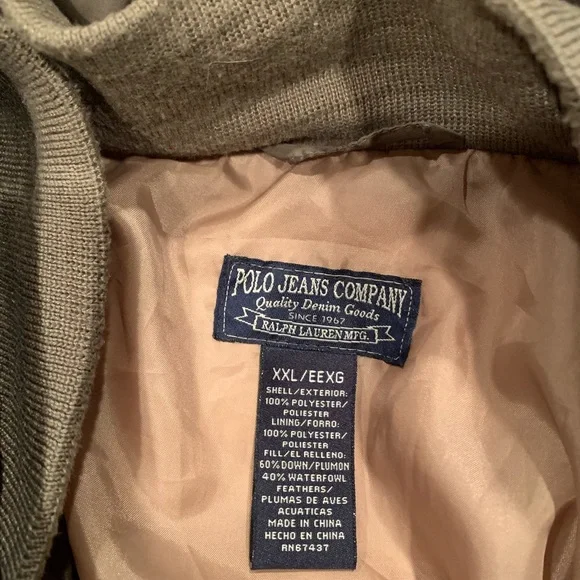 POLO JEANS COMPANY
Quality Denim Goods
SINCE 1967
RALPH LAUREN MFG.
XXL/EEXG
SHELL/EXTERIOR:
100% POLYESTER/
POLIESTER
LINING/FORRO:
100% POLYESTER/
POLIESTER
FILL/EL RELLENO:
60% DOWN/PLUMON
40% WATERFOWL
FEATHERS/
PLUMAS DE AVES
ACUATICAS
MADE IN CHINA
HECHO EN CHINA
RN67437